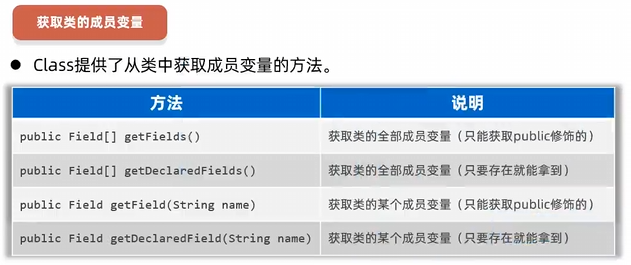 获取类的成员变量
● Class提供了从类中获取成员变量的方法。
方法 说明
public Field[] getFields() 获取类的全部成员变量（只能获取public修饰的）
public Field[] getDeclaredFields() 获取类的全部成员变量（只要存在就能拿到）
public Field getField(String name) 获取类的某个成员变量（只能获取public修饰的）
public Field getDeclaredField(String name) 获取类的某个成员变量（只要存在就能拿到）